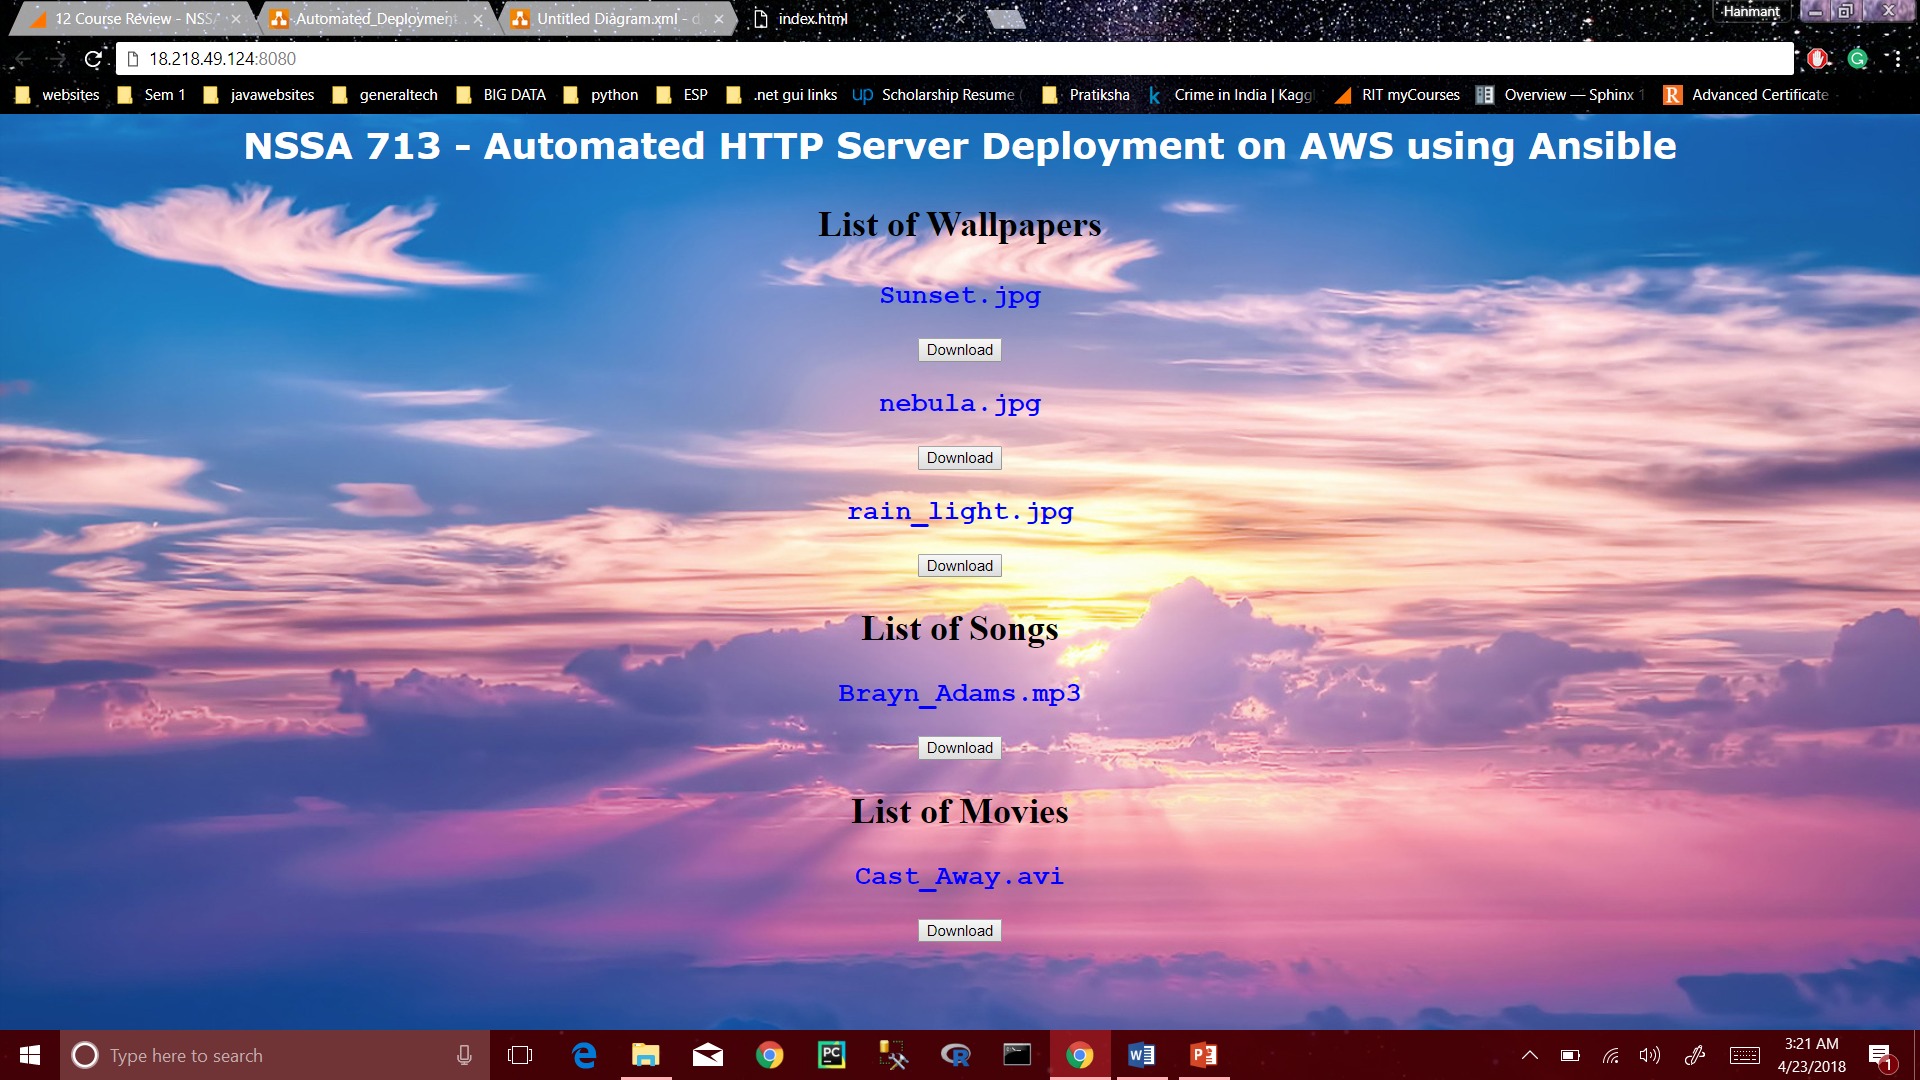 12 Course Review - NSSA
Automated_Deployment
Untitled Diagram.xml - d
index.html
Hanmant
18.218.49.124:8080
websites
Sem 1
javawebsites
generaltech
BIG DATA
python
ESP
.net gui links
up
Scholarship Resume
Pratiksha
k
Crime in India | Kaggl
RIT myCourses
Overview — Sphinx 1
R
Advanced Certificate
NSSA 713 - Automated HTTP Server Deployment on AWS using Ansible
List of Wallpapers
Sunset.jpg
Download
nebula.jpg
Download
rain_light.jpg
Download
List of Songs
Brayn_Adams.mp3
Download
List of Movies
Cast_Away.avi
Download
Type here to search
PC
R
3:21 AM
4/23/2018
1